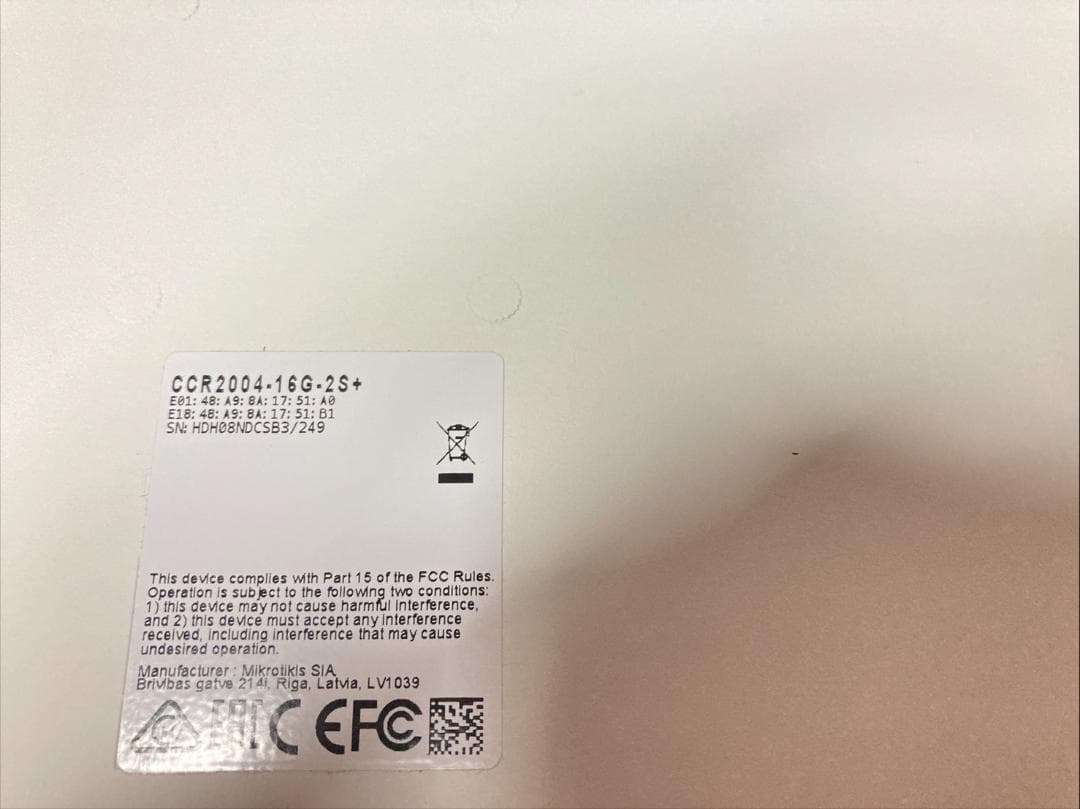 CCR2004-16G-2S+
E01: 48: A9: 8A: 17: 51: A0
E18: 48: A9: 8A: 17: 51: B1
SN: HDH08NDCSB3/249
This device complies with Part 15 of the FCC Rules.
Operation is subject to the following two conditions:
1) this device may not cause harmful interference,
and 2) this device must accept any interference
received, including interference that may cause
undesired operation.
Manufacturer : Mikrotikls SIA
Brivibas gatve 214i, Riga, Latvia, LV1039
EAC CE FC